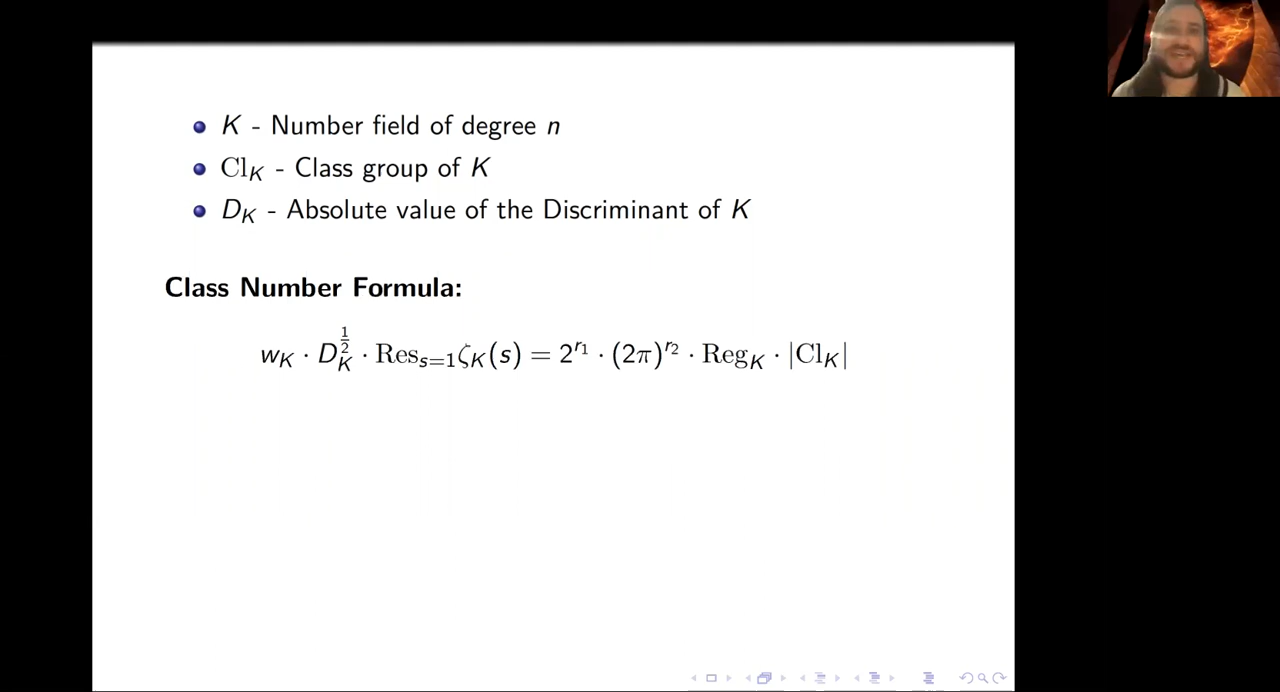 K - Number field of degree n
Cl_K - Class group of K
D_K - Absolute value of the Discriminant of K
Class Number Formula:
w_K · D_K^{1/2} · Res_{s=1}ζ_K(s) = 2^{r_1} · (2π)^{r_2} · Reg_K · |Cl_K|